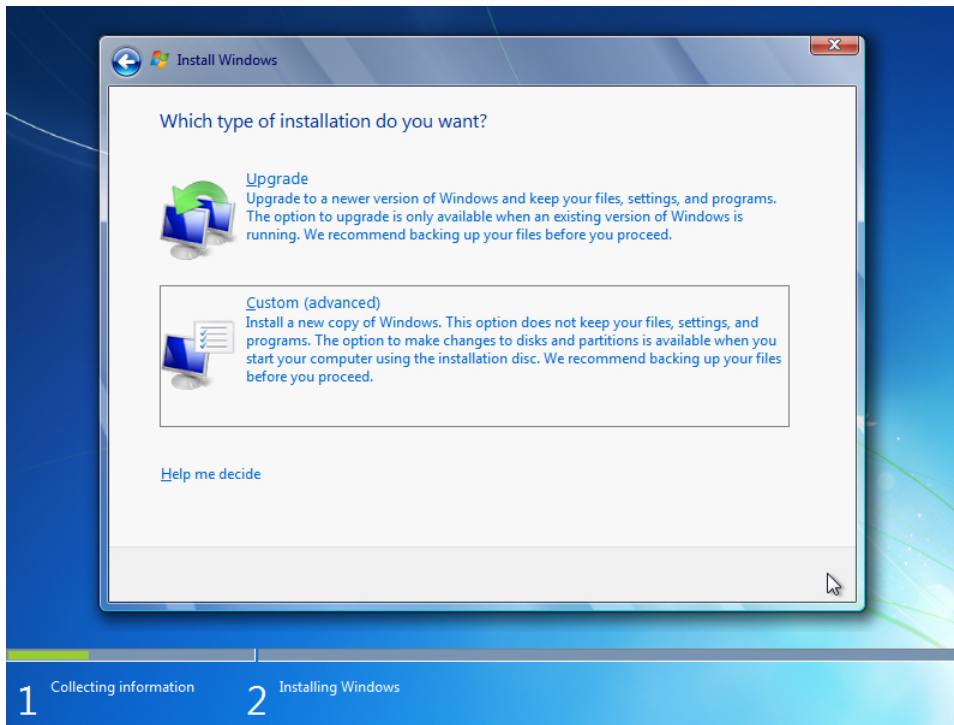 Install Windows
Which type of installation do you want?
Upgrade
Upgrade to a newer version of Windows and keep your files, settings, and programs.
The option to upgrade is only available when an existing version of Windows is
running. We recommend backing up your files before you proceed.
Custom (advanced)
Install a new copy of Windows. This option does not keep your files, settings, and
programs. The option to make changes to disks and partitions is available when you
start your computer using the installation disc. We recommend backing up your files
before you proceed.
Help me decide
1 Collecting information
2 Installing Windows